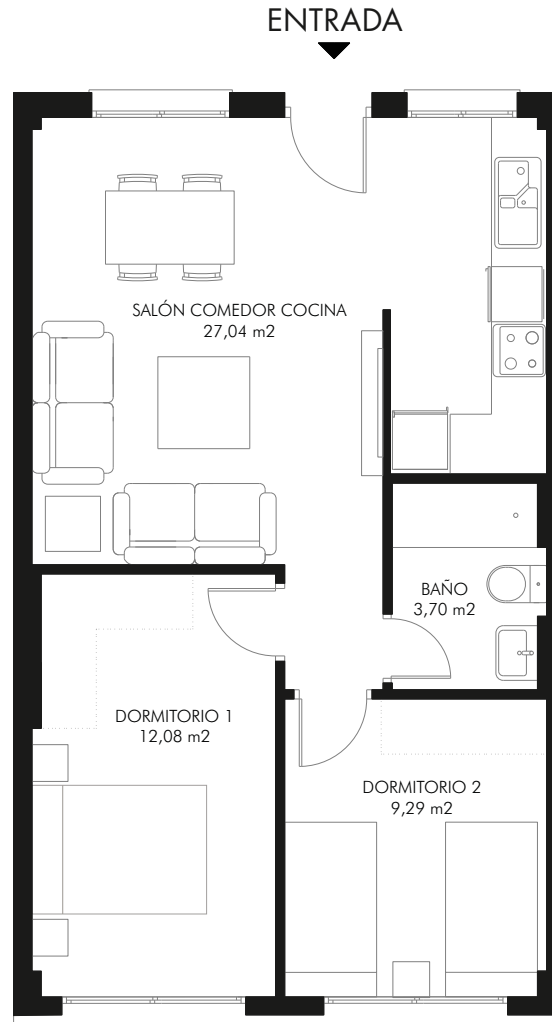 ENTRADA
SALÓN COMEDOR COCINA
27,04 m2
BAÑO
3,70 m2
DORMITORIO 1
12,08 m2
DORMITORIO 2
9,29 m2